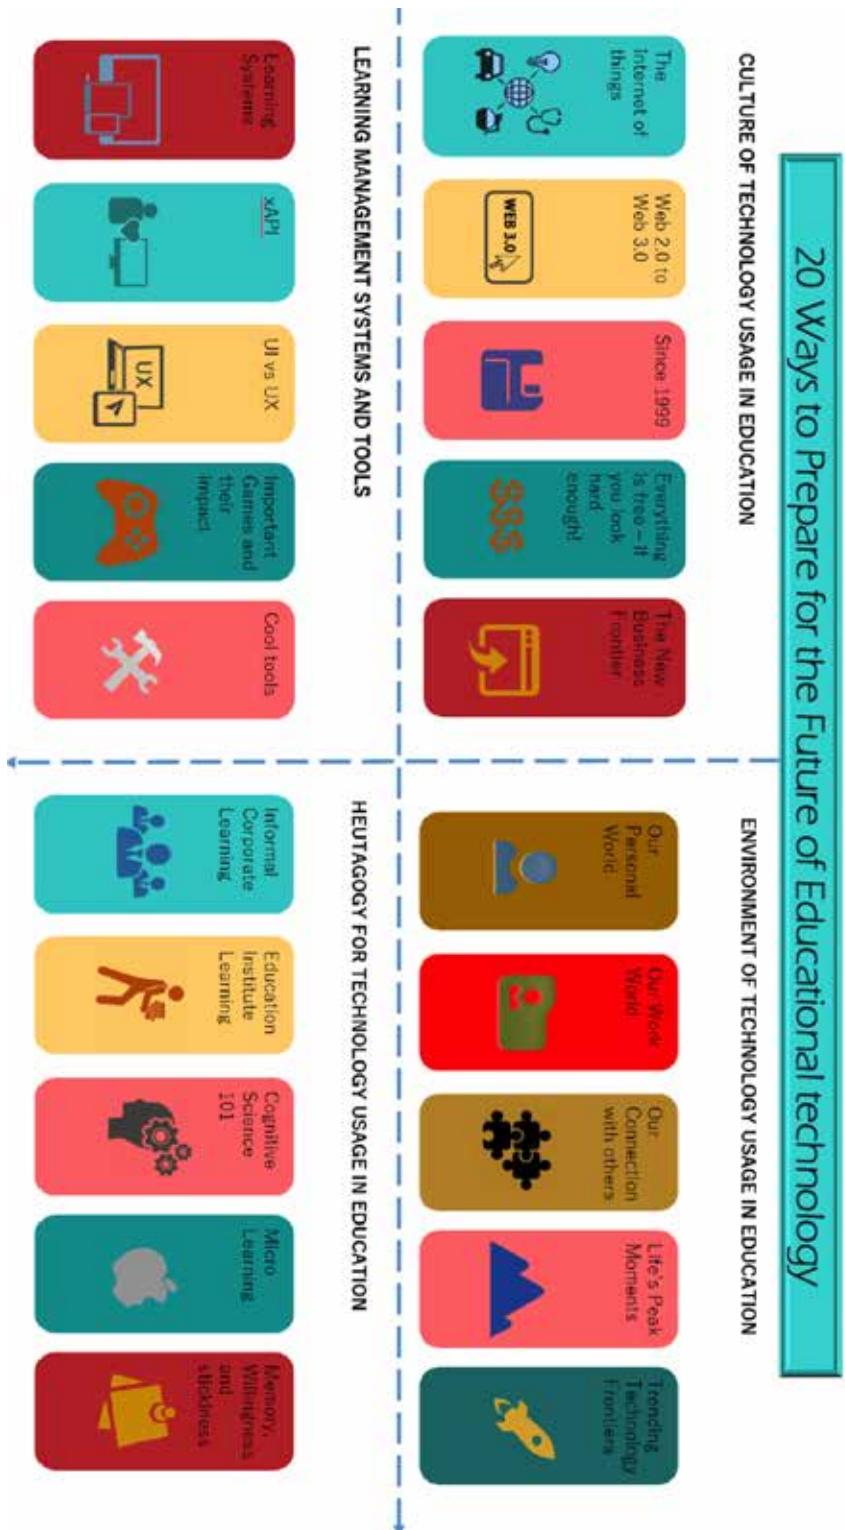 20 Ways to Prepare for the Future of Educational technology
CULTURE OF TECHNOLOGY USAGE IN EDUCATION
The
Internet of
things
Web 2.0 to
Web 3.0
WEB 3.0
Since 1999
Everything
is free – If
you look
hard
enough!
$$$
The New
Business
Frontier
ENVIRONMENT OF TECHNOLOGY USAGE IN EDUCATION
Our
Personal
World
Our Work
World
Our
Connection
with others
Life's Peak
Moments
Trending
Technology
Frontiers
LEARNING MANAGEMENT SYSTEMS AND TOOLS
Learning
Systems
xAPI
UI vs UX
UX
Important
Games and
their
impact
Cool tools
HEUTAGOGY FOR TECHNOLOGY USAGE IN EDUCATION
Informal
Corporate
Learning
Education
Institute
Learning
Cognitive
Science
101
Micro
Learning
Memory,
Willingness
and
stickiness